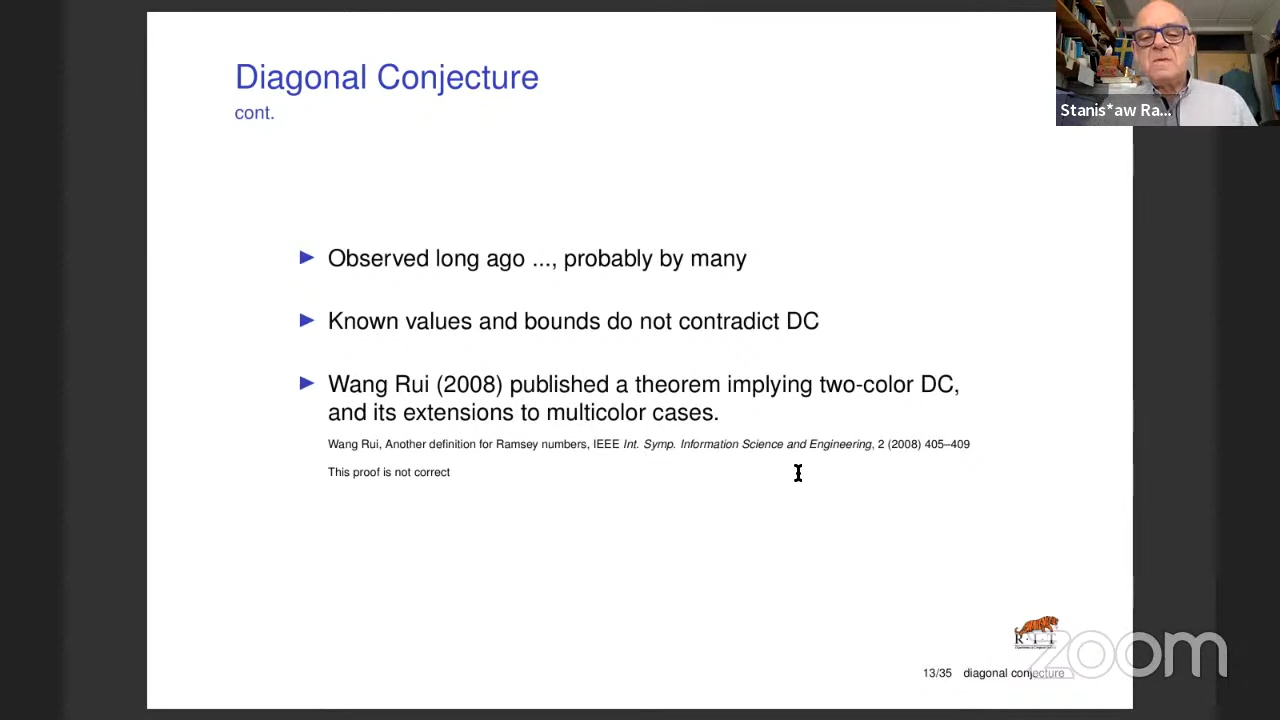 Diagonal Conjecture
cont.
Stanis*aw Ra...
Observed long ago ..., probably by many
Known values and bounds do not contradict DC
Wang Rui (2008) published a theorem implying two-color DC,
and its extensions to multicolor cases.
Wang Rui, Another definition for Ramsey numbers, IEEE Int. Symp. Information Science and Engineering, 2 (2008) 405–409
This proof is not correct
R·I·T
zoom
13/35 diagonal conjecture